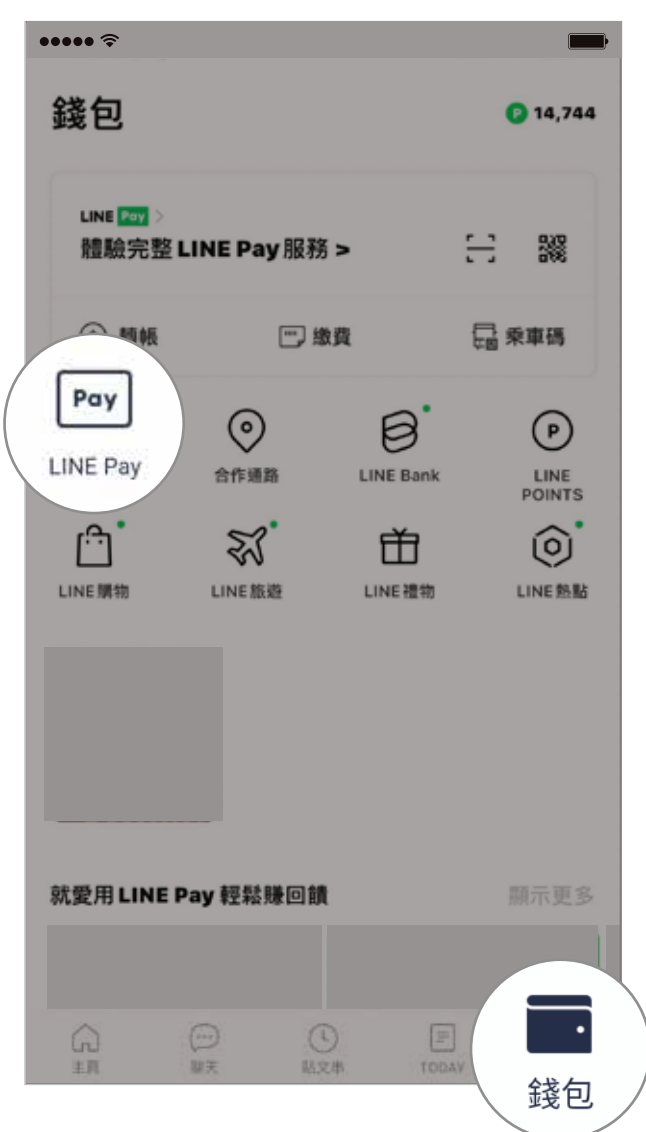 錢包
P 14,744
LINE Pay >
體驗完整 LINE Pay 服務 >
轉帳
繳費
乘車碼
Pay
LINE Pay
合作通路
LINE Bank
P
LINE
POINTS
LINE購物
LINE旅遊
LINE禮物
LINE熱點
就愛用 LINE Pay 輕鬆賺回饋
顯示更多
主頁
聊天
貼文串
TODAY
錢包